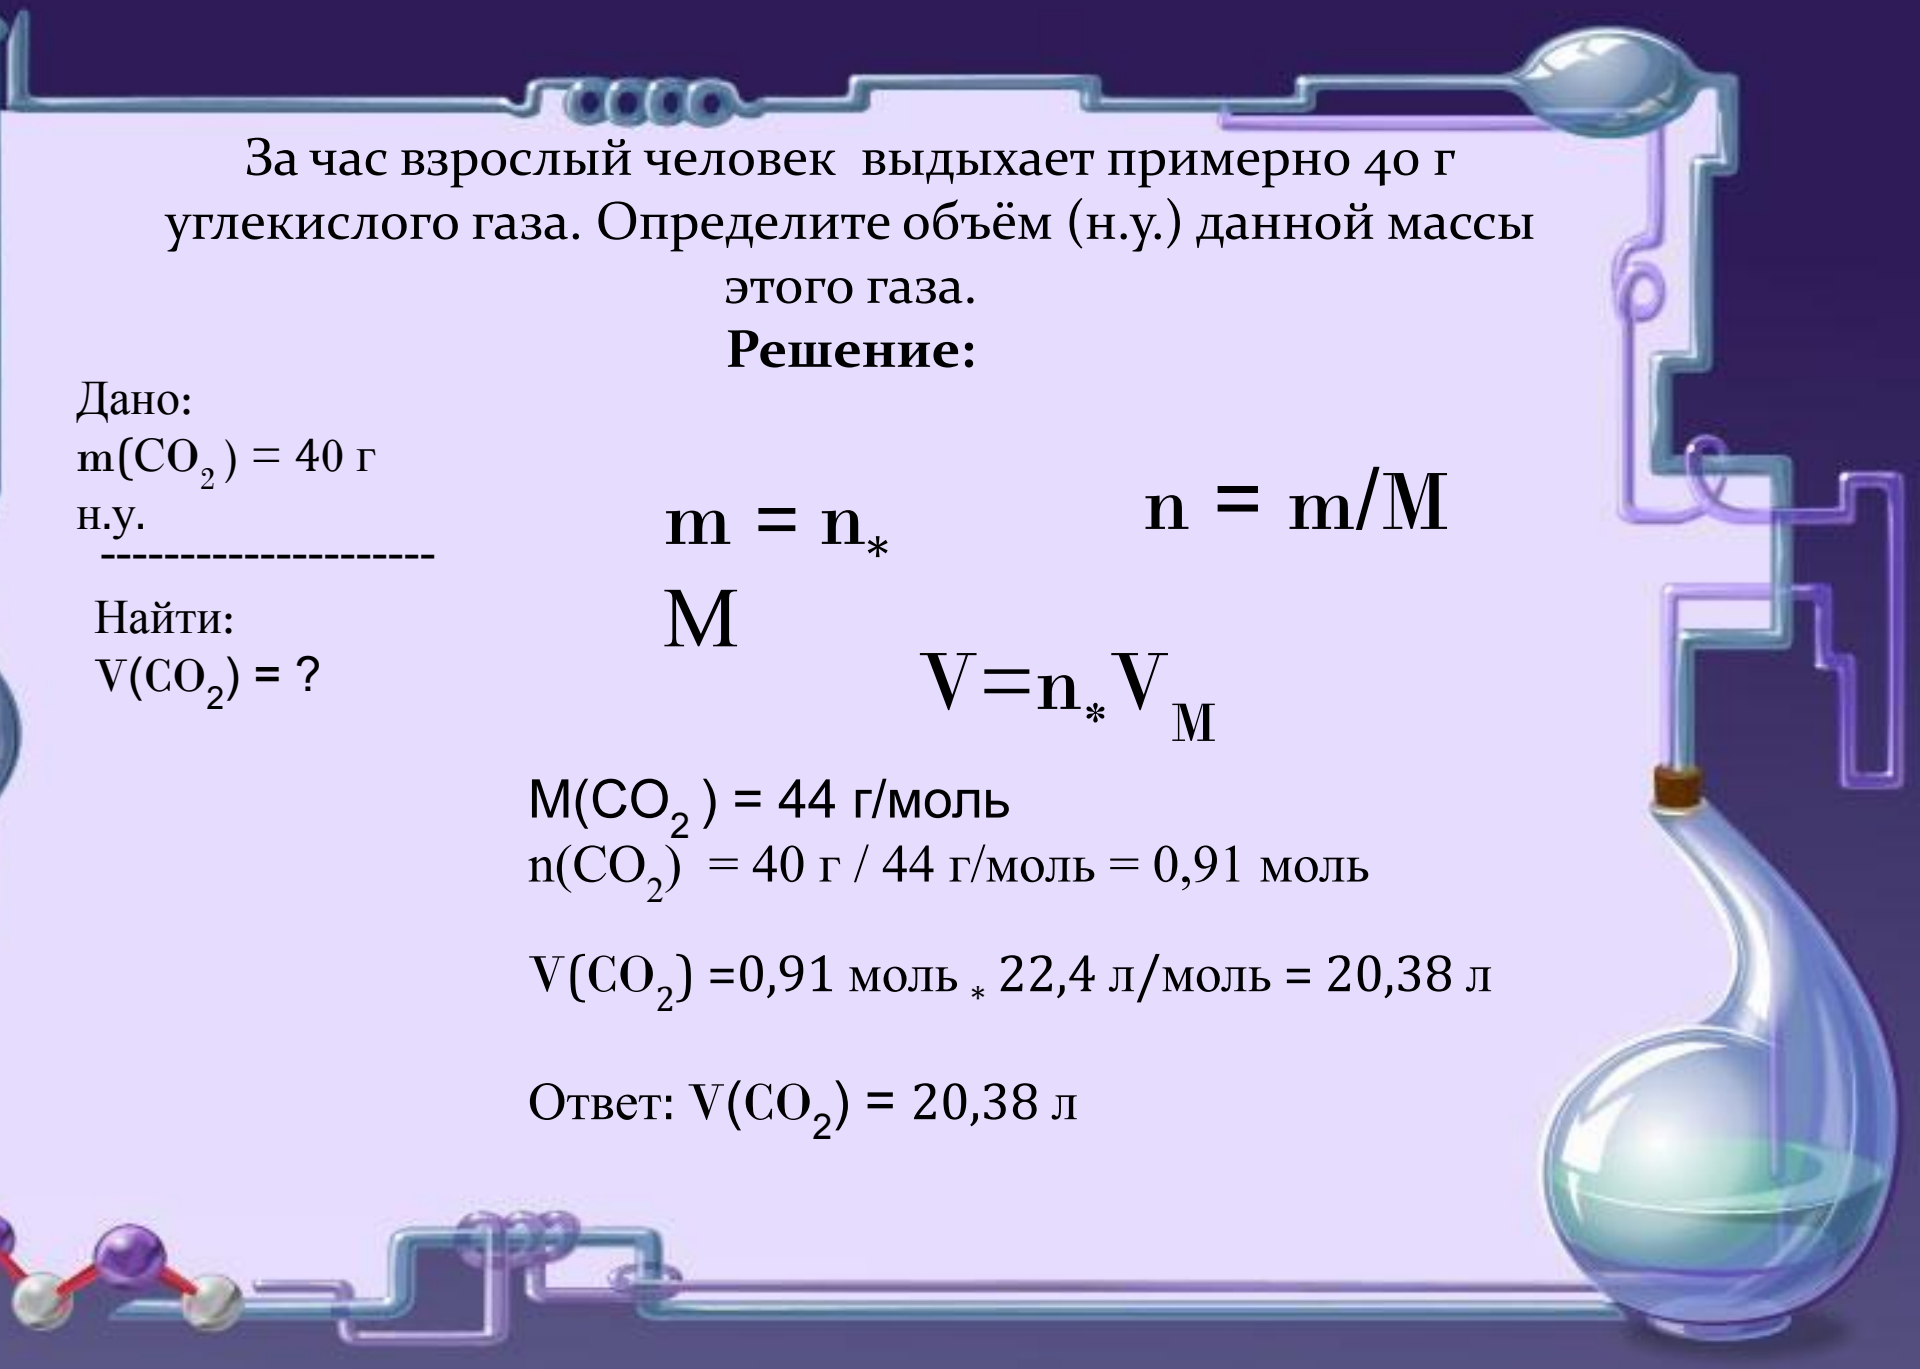 За час взрослый человек выдыхает примерно 40 г
углекислого газа. Определите объём (н.у.) данной массы
этого газа.
Решение:
Дано:
m(CO₂ ) = 40 г
н.у.
---------------------
Найти:
V(CO₂) = ?
m = n*
M
n = m/M
V=n*V_M
M(CO₂ ) = 44 г/моль
n(CO₂) = 40 г / 44 г/моль = 0,91 моль
V(CO₂) =0,91 моль * 22,4 л/моль = 20,38 л
Ответ: V(CO₂) = 20,38 л